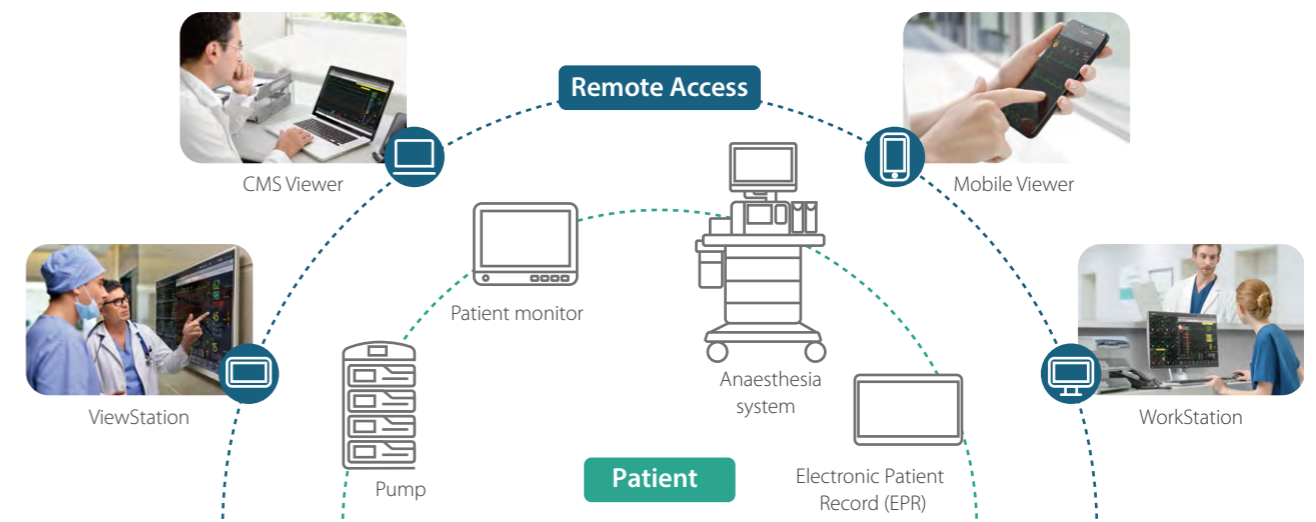 Remote Access
CMS Viewer
Mobile Viewer
Patient monitor
Anaesthesia
system
ViewStation
WorkStation
Pump
Patient
Electronic Patient
Record (EPR)